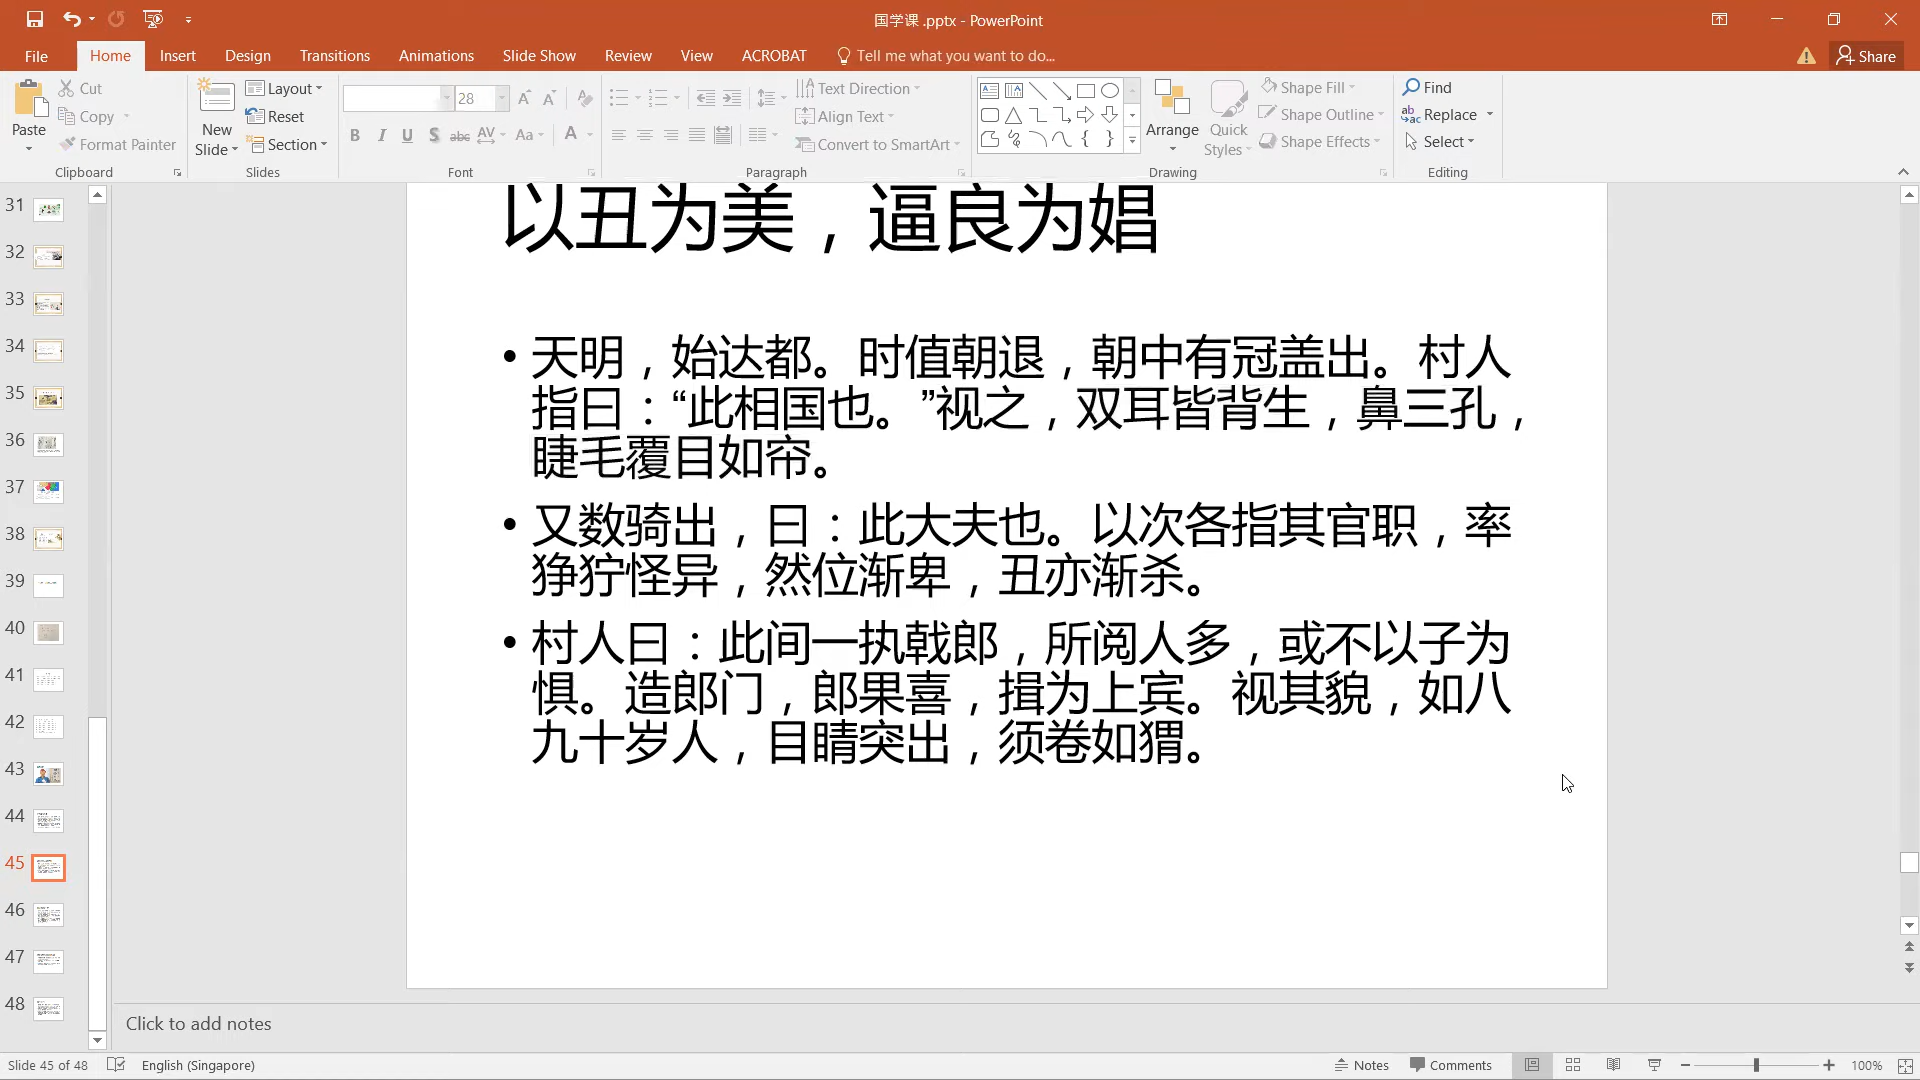 国学课 .pptx - PowerPoint
File Home Insert Design Transitions Animations Slide Show Review View ACROBAT Tell me what you want to do... Share
Paste
Cut
Copy
Format Painter
Clipboard
New Slide
Layout
Reset
Section
Slides
28
Font
Text Direction
Align Text
Convert to SmartArt
Paragraph
Arrange
Quick Styles
Shape Fill
Shape Outline
Shape Effects
Drawing
Find
Replace
Select
Editing
31
32
33
34
35
36
37
38
39
40
41
42
43
44
45
46
47
48
以丑为美，逼良为娼
• 天明，始达都。时值朝退，朝中有冠盖出。村人
指曰：“此相国也。”视之，双耳皆背生，鼻三孔，
睫毛覆目如帘。
• 又数骑出，曰：此大夫也。以次各指其官职，率
狰狞怪异，然位渐卑，丑亦渐杀。
• 村人曰：此间一执戟郎，所阅人多，或不以子为
惧。造郎门，郎果喜，揖为上宾。视其貌，如八
九十岁人，目睛突出，须卷如猬。
Click to add notes
Slide 45 of 48 English (Singapore) Notes Comments 100%